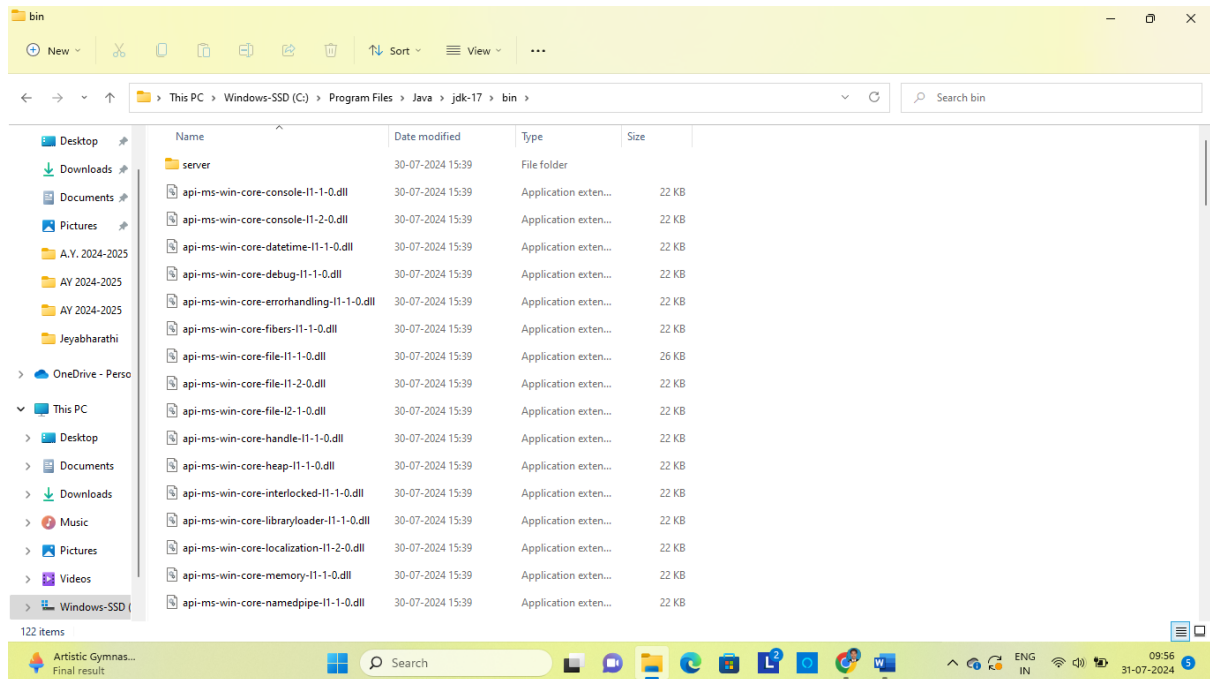 bin
New
Sort
View
This PC > Windows-SSD (C:) > Program Files > Java > jdk-17 > bin >
Search bin
Name Date modified Type Size
Desktop
Downloads
Documents
Pictures
A.Y. 2024-2025
AY 2024-2025
AY 2024-2025
Jeyabharathi
OneDrive - Perso
This PC
Desktop
Documents
Downloads
Music
Pictures
Videos
Windows-SSD (
server 30-07-2024 15:39 File folder
api-ms-win-core-console-l1-1-0.dll 30-07-2024 15:39 Application exten... 22 KB
api-ms-win-core-console-l1-2-0.dll 30-07-2024 15:39 Application exten... 22 KB
api-ms-win-core-datetime-l1-1-0.dll 30-07-2024 15:39 Application exten... 22 KB
api-ms-win-core-debug-l1-1-0.dll 30-07-2024 15:39 Application exten... 22 KB
api-ms-win-core-errorhandling-l1-1-0.dll 30-07-2024 15:39 Application exten... 22 KB
api-ms-win-core-fibers-l1-1-0.dll 30-07-2024 15:39 Application exten... 22 KB
api-ms-win-core-file-l1-1-0.dll 30-07-2024 15:39 Application exten... 26 KB
api-ms-win-core-file-l1-2-0.dll 30-07-2024 15:39 Application exten... 22 KB
api-ms-win-core-file-l2-1-0.dll 30-07-2024 15:39 Application exten... 22 KB
api-ms-win-core-handle-l1-1-0.dll 30-07-2024 15:39 Application exten... 22 KB
api-ms-win-core-heap-l1-1-0.dll 30-07-2024 15:39 Application exten... 22 KB
api-ms-win-core-interlocked-l1-1-0.dll 30-07-2024 15:39 Application exten... 22 KB
api-ms-win-core-libraryloader-l1-1-0.dll 30-07-2024 15:39 Application exten... 22 KB
api-ms-win-core-localization-l1-2-0.dll 30-07-2024 15:39 Application exten... 22 KB
api-ms-win-core-memory-l1-1-0.dll 30-07-2024 15:39 Application exten... 22 KB
api-ms-win-core-namedpipe-l1-1-0.dll 30-07-2024 15:39 Application exten... 22 KB
122 items
Artistic Gymnas...
Final result
Search
2
ENG
IN
09:56
31-07-2024
5